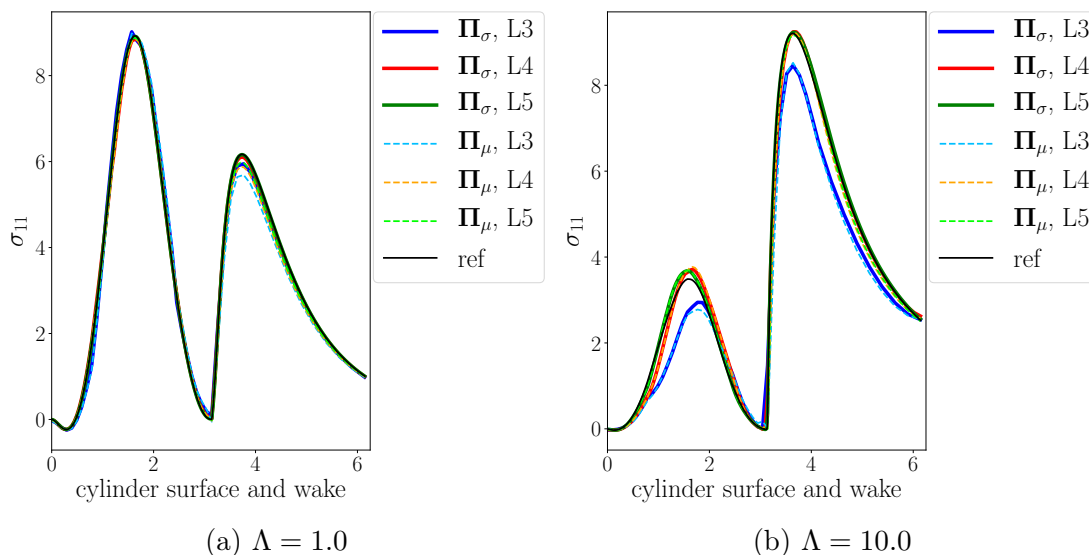 8
6
4
2
0
σ₁₁
0
2
4
6
cylinder surface and wake
𝚷σ, L3
𝚷σ, L4
𝚷σ, L5
𝚷μ, L3
𝚷μ, L4
𝚷μ, L5
ref
(a) Λ = 1.0
8
6
4
2
0
σ₁₁
0
2
4
6
cylinder surface and wake
𝚷σ, L3
𝚷σ, L4
𝚷σ, L5
𝚷μ, L3
𝚷μ, L4
𝚷μ, L5
ref
(b) Λ = 10.0